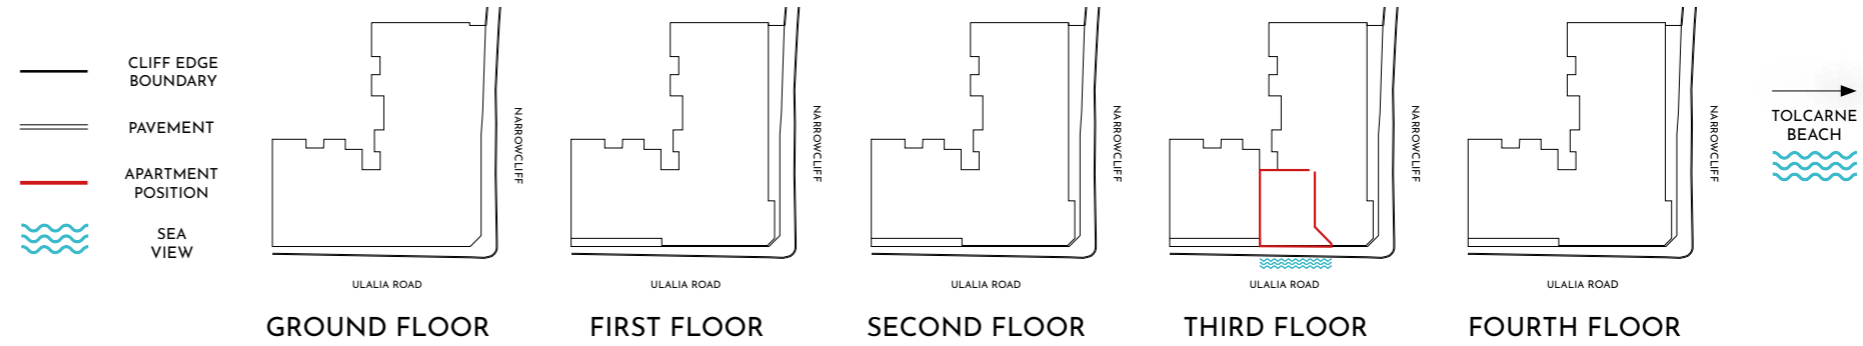 CLIFF EDGE
BOUNDARY
PAVEMENT
APARTMENT
POSITION
SEA
VIEW
NARROWCLIFF
ULALIA ROAD
GROUND FLOOR
NARROWCLIFF
ULALIA ROAD
FIRST FLOOR
NARROWCLIFF
ULALIA ROAD
SECOND FLOOR
NARROWCLIFF
ULALIA ROAD
THIRD FLOOR
NARROWCLIFF
ULALIA ROAD
FOURTH FLOOR
TOLCARNE
BEACH